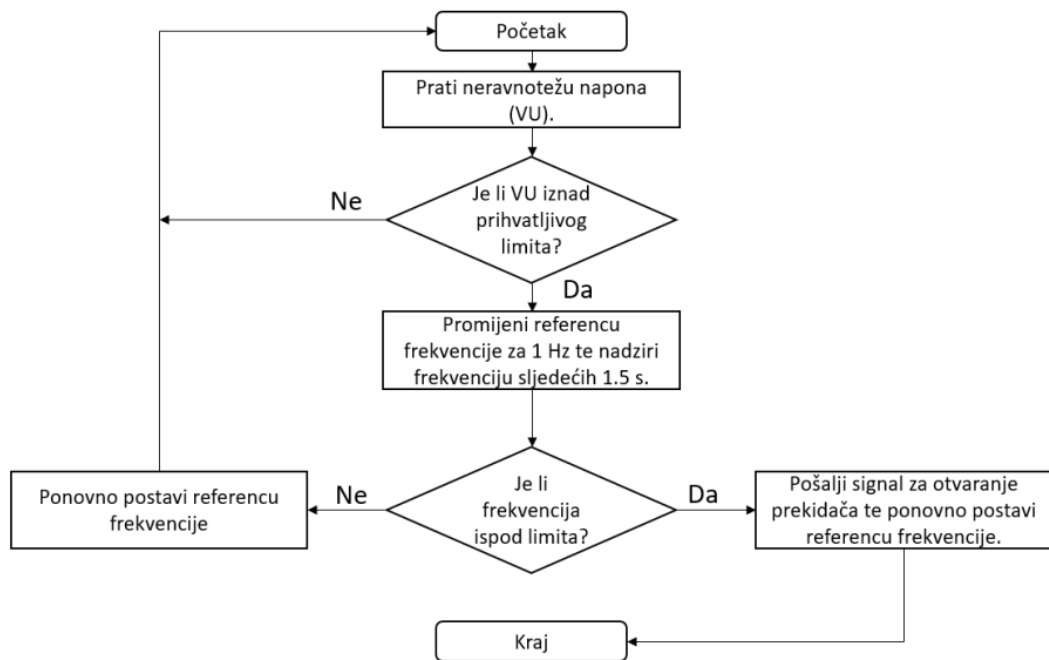 Početak
Prati neravnotežu napona
(VU).
Je li VU iznad
prihvatljivog
limita?
Ne
Da
Promijeni referencu
frekvencije za 1 Hz te nadziri
frekvenciju sljedećih 1.5 s.
Ponovno postavi referencu
frekvencije
Ne
Je li
frekvencija
ispod limita?
Da
Pošalji signal za otvaranje
prekidača te ponovno postavi
referencu frekvencije.
Kraj